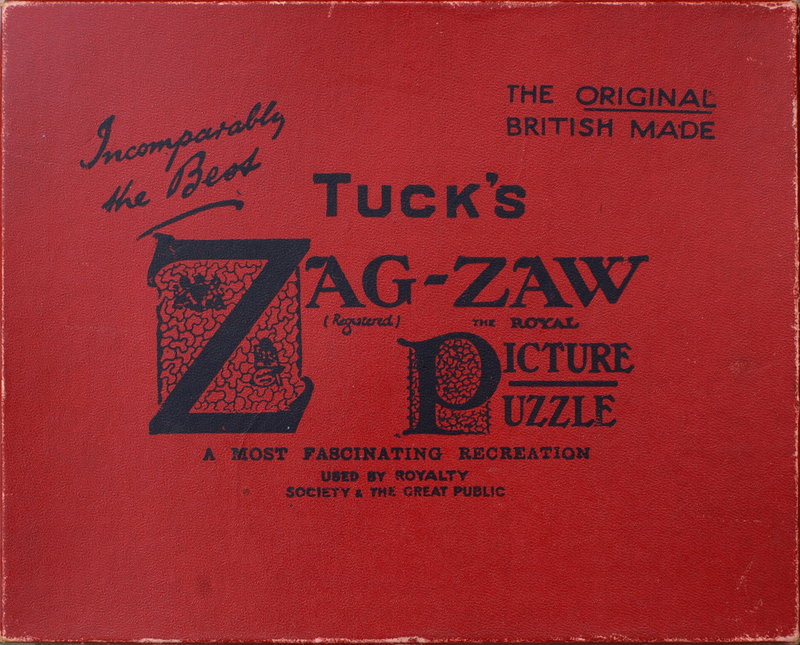 Incomparably
the Best
THE ORIGINAL
BRITISH MADE
TUCK'S
ZAG-ZAW
(Registered)
THE ROYAL
PICTURE
PUZZLE
A MOST FASCINATING RECREATION
USED BY ROYALTY
SOCIETY & THE GREAT PUBLIC